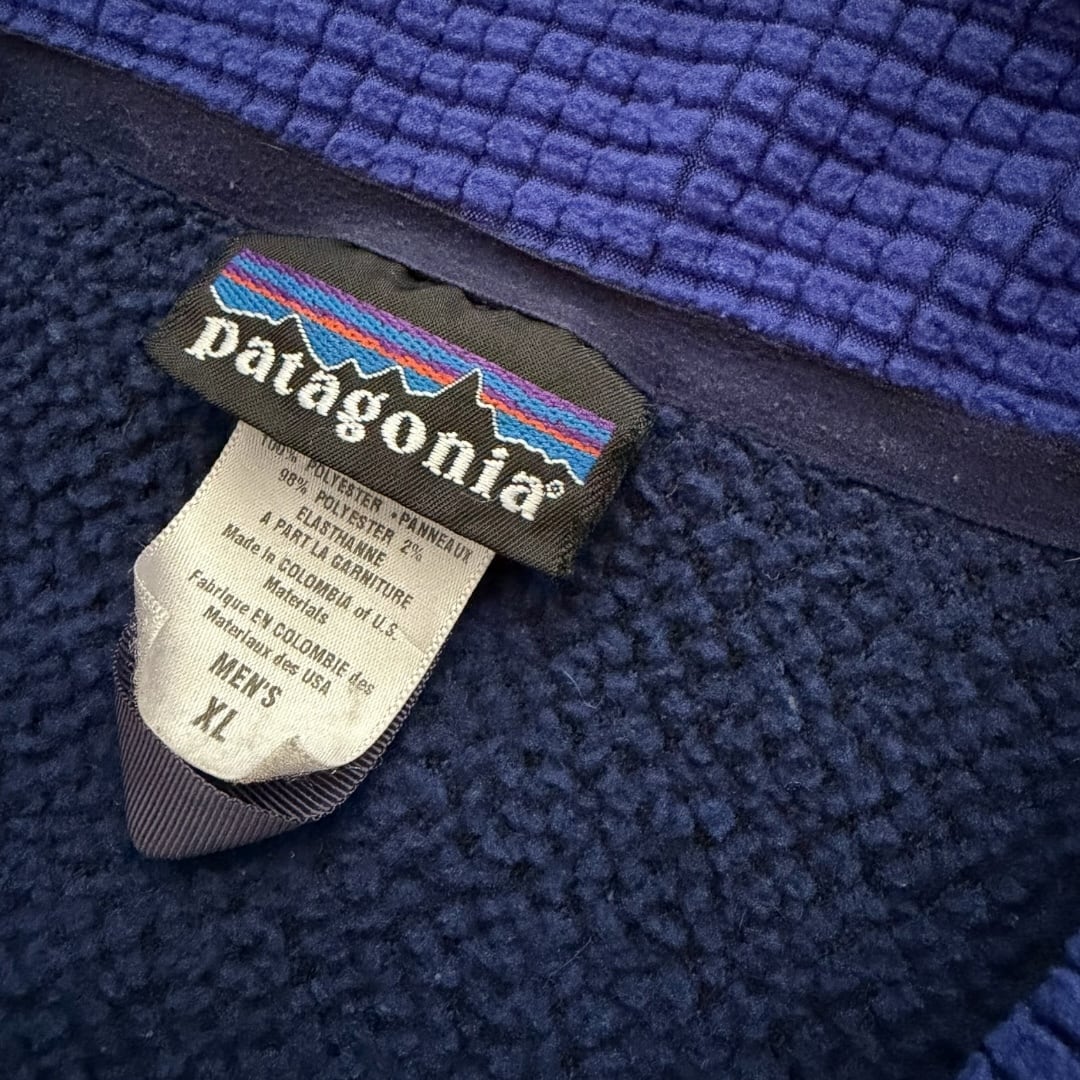 patagonia®
100% POLYESTER • PANNEAUX
98% POLYESTER 2%
ELASTHANNE
A PART LA GARNITURE
Made in COLOMBIA of U.S.
Materials
Fabrique EN COLOMBIE des
Materiaux des USA
MEN'S
XL